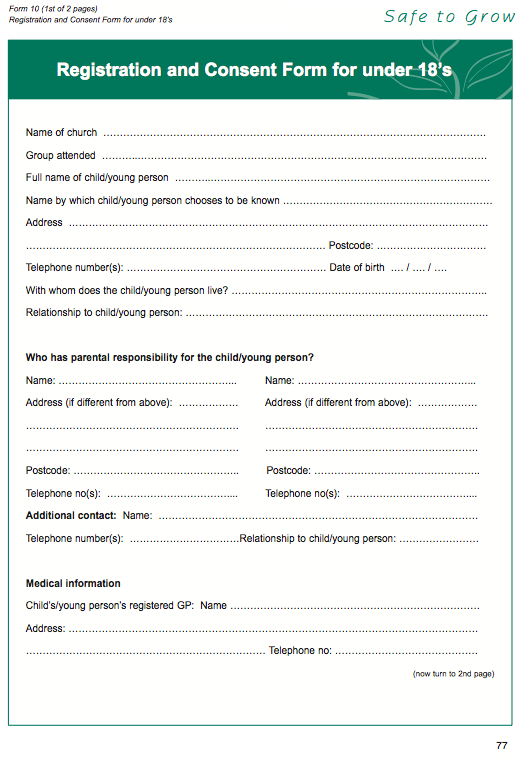 Form 10 (1st of 2 pages)
Registration and Consent Form for under 18's
Safe to Grow
Registration and Consent Form for under 18's
Name of church ……………………………………………………………………………………
Group attended ……………………………………………………………………………………
Full name of child/young person ……………………………………………………………………
Name by which child/young person chooses to be known ………………………………………………
Address ……………………………………………………………………………………………
………………………………………………………………………… Postcode: ……………………………
Telephone number(s): …………………………………………………… Date of birth …. / …. / ….
With whom does the child/young person live? ………………………………………………………
Relationship to child/young person: ……………………………………………………………………
Who has parental responsibility for the child/young person?
Name: ……………………………………………... Name: ……………………………………………...
Address (if different from above): ……………… Address (if different from above): ………………
……………………………………………………… ………………………………………………………
……………………………………………………… ………………………………………………………
Postcode: ………………………………………….. Postcode: …………………………………………..
Telephone no(s): ………………………………... Telephone no(s): ………………………………...
Additional contact: Name: ……………………………………………………………………………
Telephone number(s): ……………………………Relationship to child/young person: ……………………
Medical information
Child's/young person's registered GP: Name …………………………………………………………
Address: ……………………………………………………………………………………………
………………………………………………………… Telephone no: ……………………………………
(now turn to 2nd page)
77